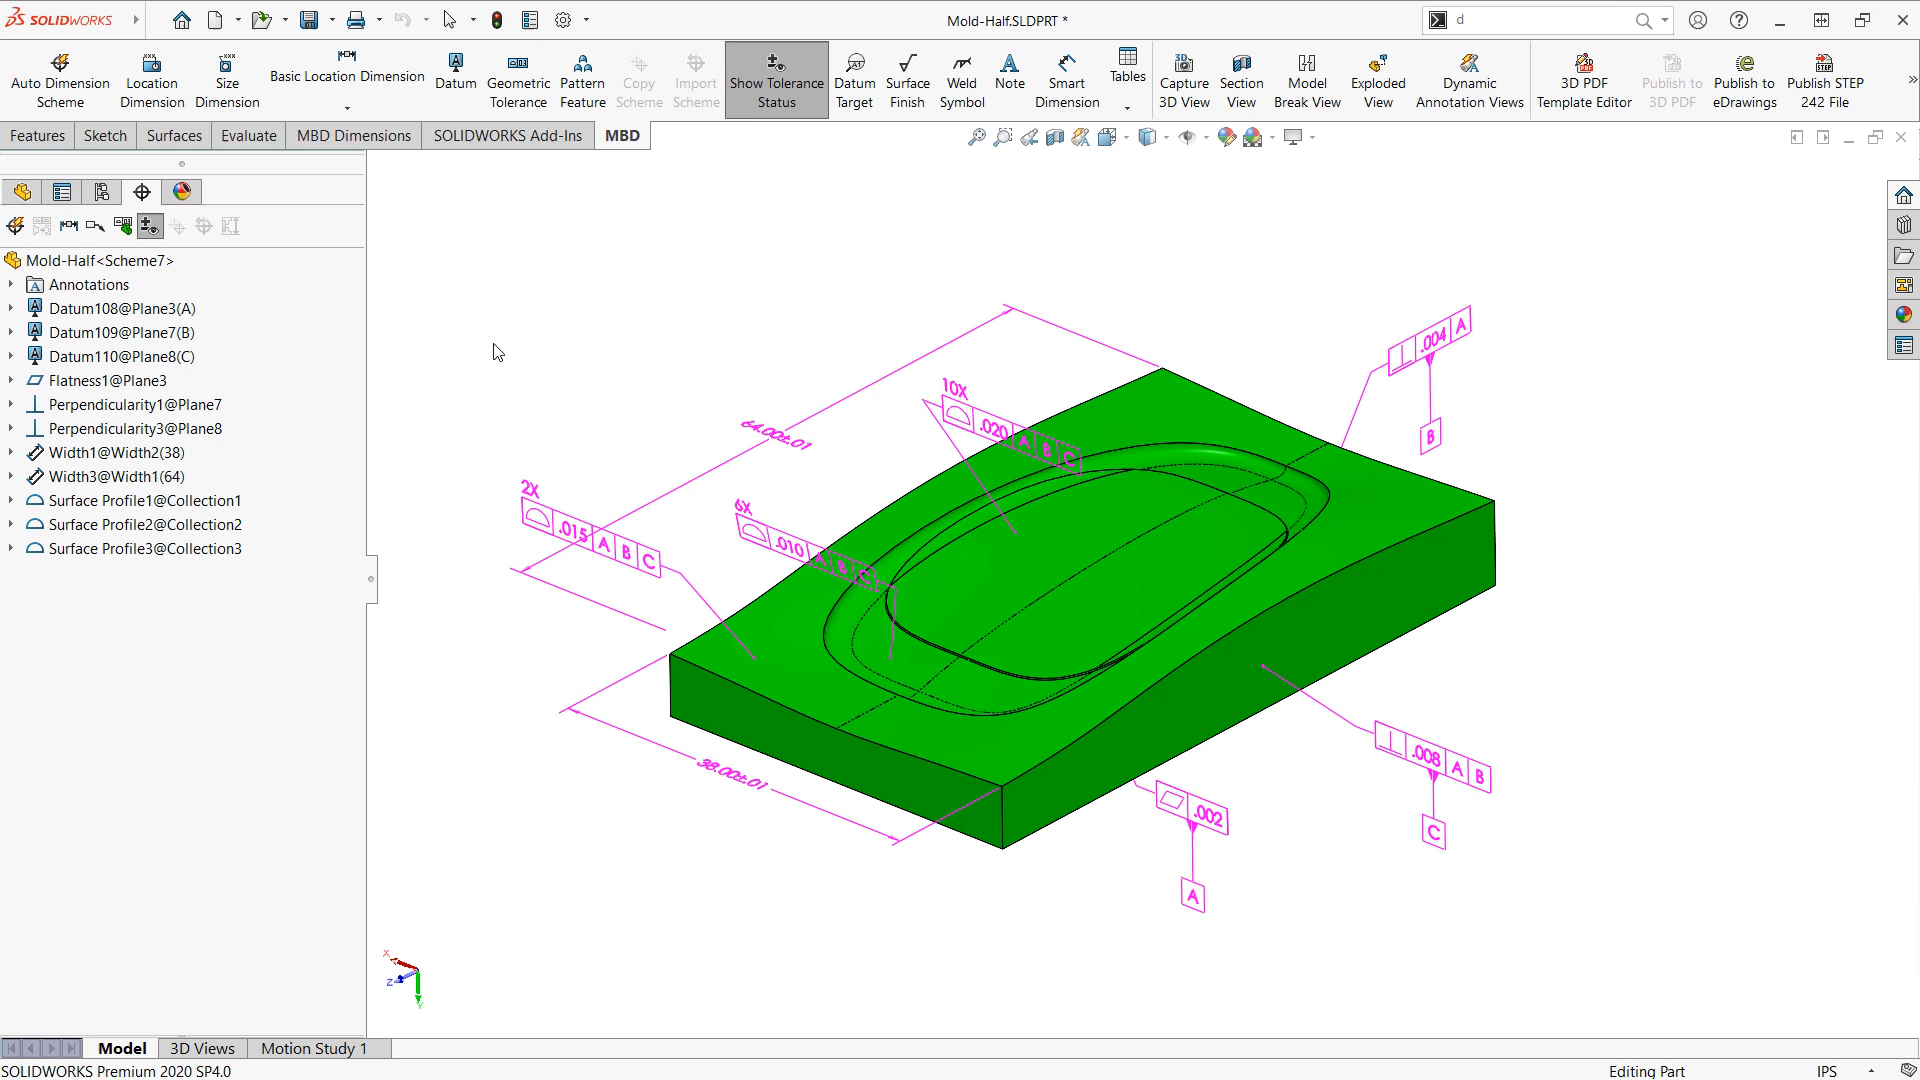 SOLIDWORKS
Mold-Half.SLDPRT *
d
Auto Dimension Scheme
Location Dimension
Size Dimension
Basic Location Dimension
Datum
Geometric Tolerance
Pattern Feature
Copy Scheme
Import Scheme
Show Tolerance Status
Datum Target
Surface Finish
Weld Symbol
Note
Tables
Smart Dimension
Capture 3D View
Section View
Model Break View
Exploded View
Dynamic Annotation Views
3D PDF Template Editor
Publish to 3D PDF
Publish to eDrawings
Publish STEP 242 File
Features
Sketch
Surfaces
Evaluate
MBD Dimensions
SOLIDWORKS Add-Ins
MBD
Mold-Half<Scheme7>
Annotations
Datum108@Plane3(A)
Datum109@Plane7(B)
Datum110@Plane8(C)
Flatness1@Plane3
Perpendicularity1@Plane7
Perpendicularity3@Plane8
Width1@Width2(38)
Width3@Width1(64)
Surface Profile1@Collection1
Surface Profile2@Collection2
Surface Profile3@Collection3
.004 A
B
10X
.020 A B C
64.00±.01
2X
.015 A B C
6X
.010 A B C
38.00±.01
.008 A B
C
.002
A
X
Z
Y
Model
3D Views
Motion Study 1
SOLIDWORKS Premium 2020 SP4.0
Editing Part
IPS